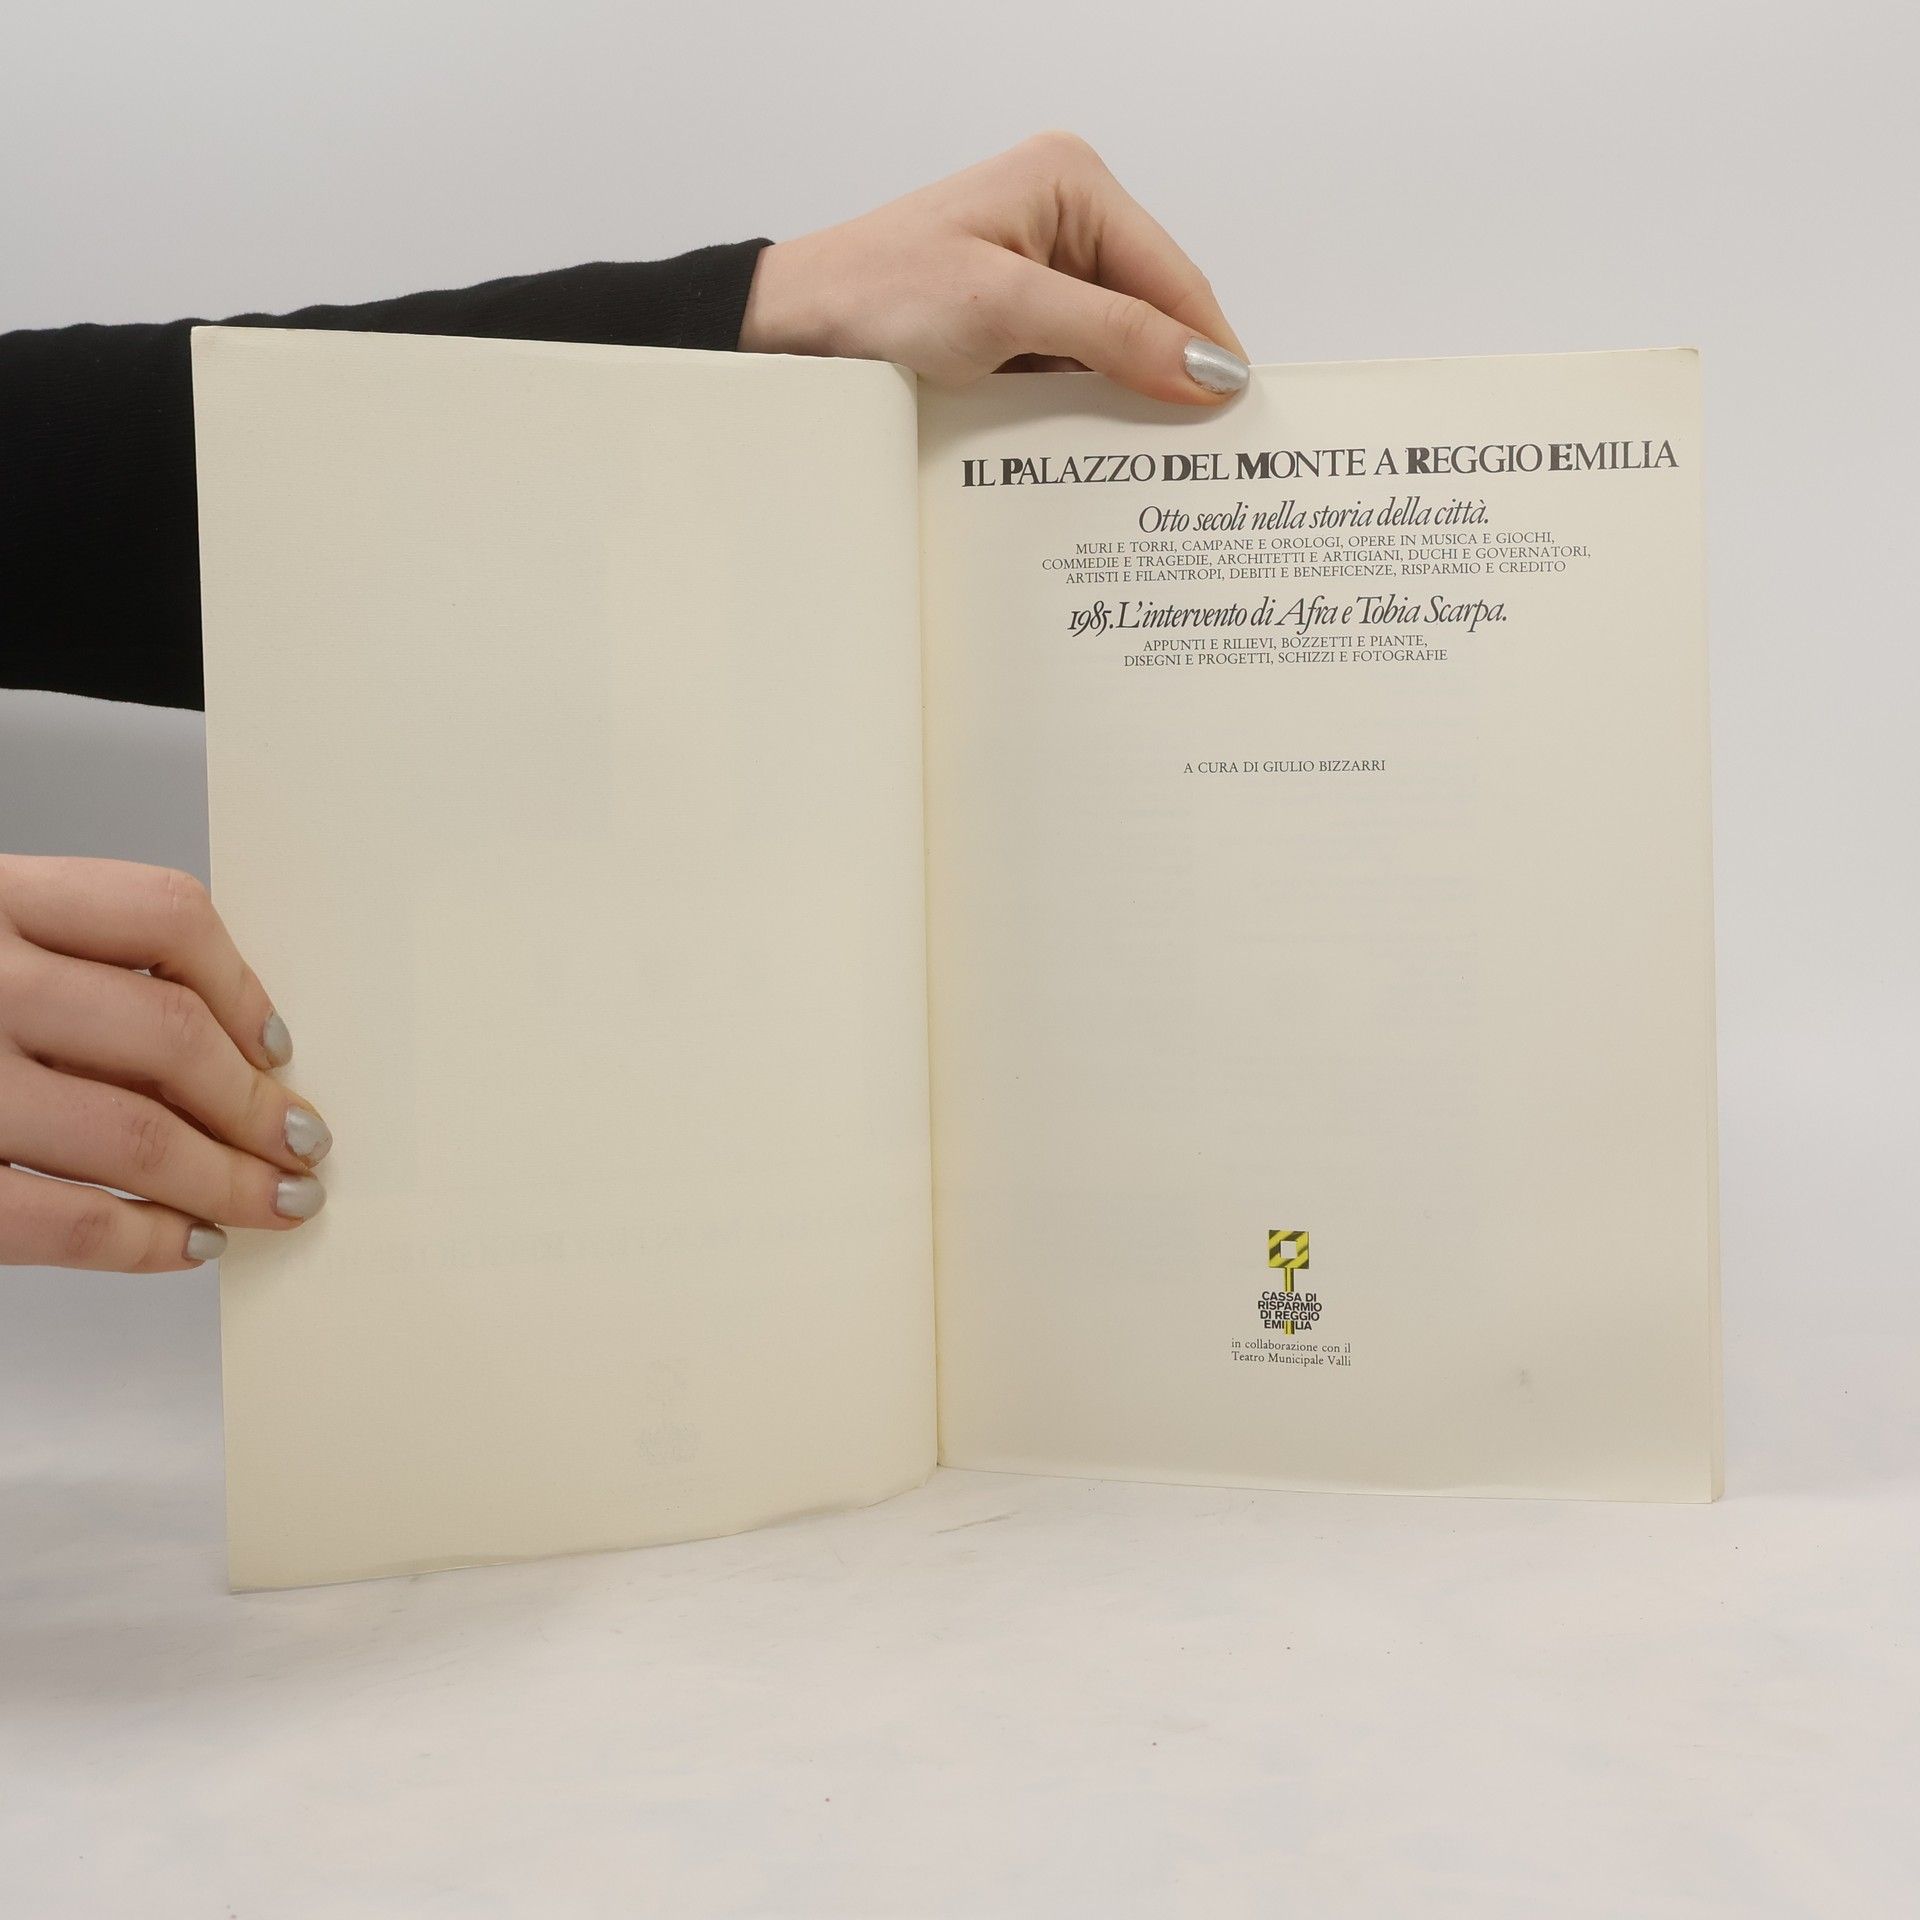 IL PALAZZO DEL MONTE A REGGIO EMILIA
Otto secoli nella storia della città.
MURI E TORRI, CAMPANE E OROLOGI, OPERE IN MUSICA E GIOCHI,
COMMEDIE E TRAGEDIE, ARCHITETTI E ARTIGIANI, DUCHI E GOVERNATORI,
ARTISTI E FILANTROPI, DEBITI E BENEFICENZE, RISPARMIO E CREDITO
1985. L'intervento di Afra e Tobia Scarpa.
APPUNTI E RILIEVI, BOZZETTI E PIANTE,
DISEGNI E PROGETTI, SCHIZZI E FOTOGRAFIE
A CURA DI GIULIO BIZZARRI
CASSA DI
RISPARMIO
DI REGGIO
EMILIA
in collaborazione con il
Teatro Municipale Valli